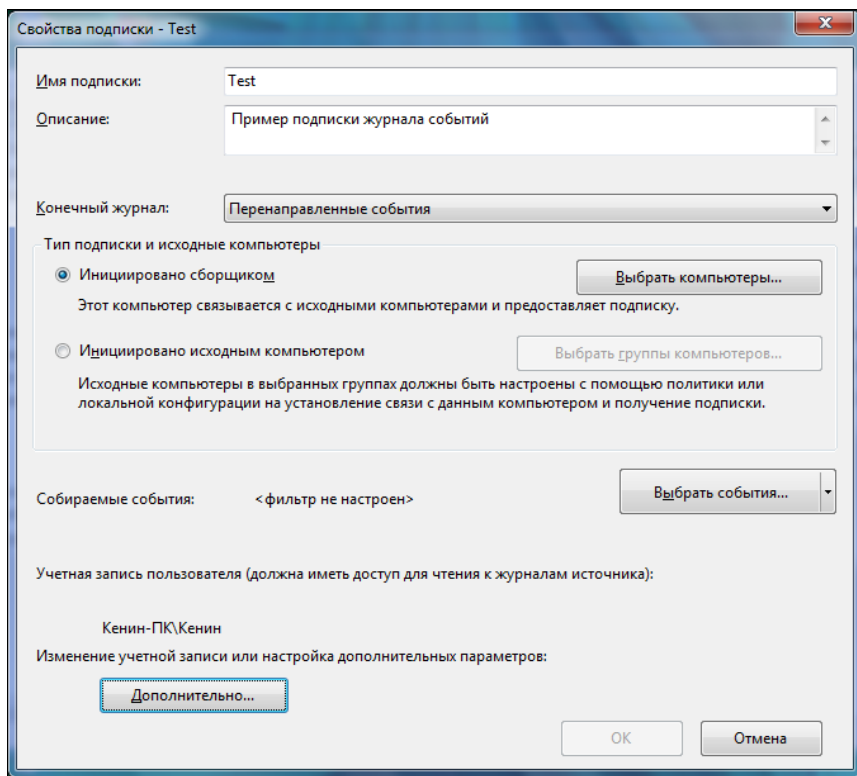 Свойства подписки - Test
Имя подписки: Test
Описание: Пример подписки журнала событий
Конечный журнал: Перенаправленные события
Тип подписки и исходные компьютеры
Инициировано сборщиком Выбрать компьютеры...
Этот компьютер связывается с исходными компьютерами и предоставляет подписку.
Инициировано исходным компьютером Выбрать группы компьютеров...
Исходные компьютеры в выбранных группах должны быть настроены с помощью политики или
локальной конфигурации на установление связи с данным компьютером и получение подписки.
Собираемые события: <фильтр не настроен> Выбрать события...
Учетная запись пользователя (должна иметь доступ для чтения к журналам источника):
Кенин-ПК\Кенин
Изменение учетной записи или настройка дополнительных параметров:
Дополнительно...
ОК Отмена